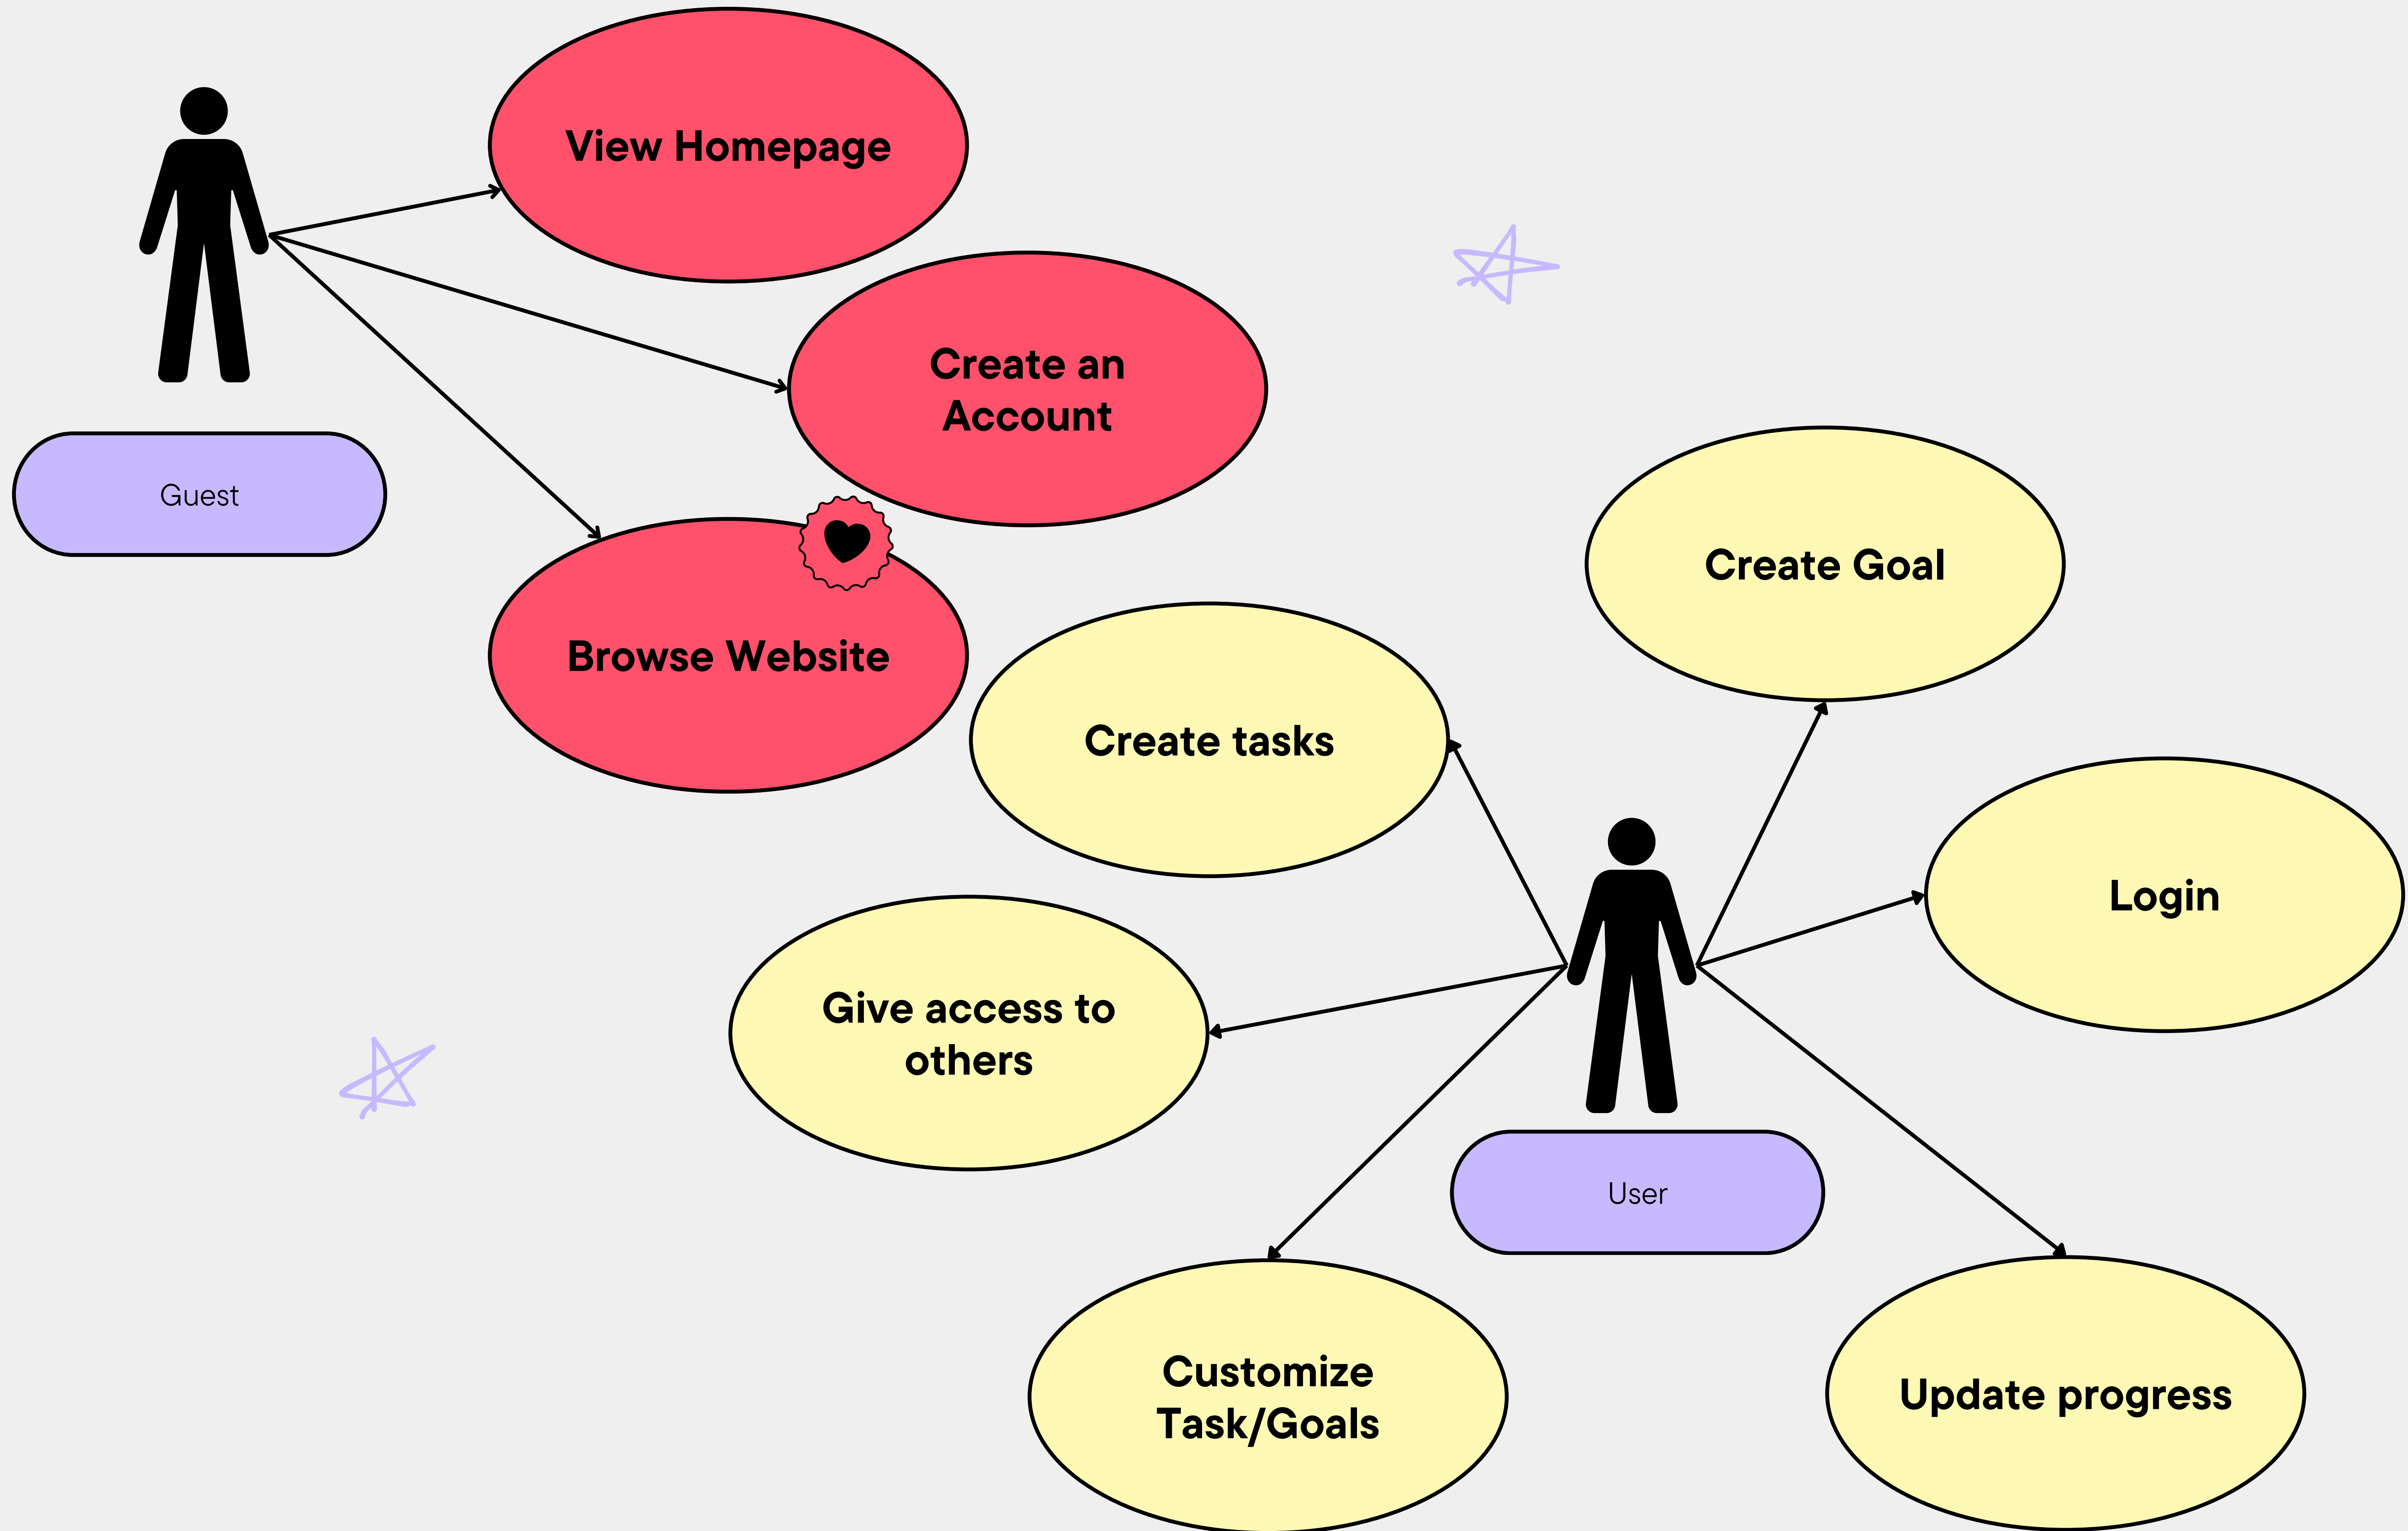 View Homepage
Create an
Account
Guest
Browse Website
Create Goal
Create tasks
Login
Give access to
others
User
Customize
Task/Goals
Update progress